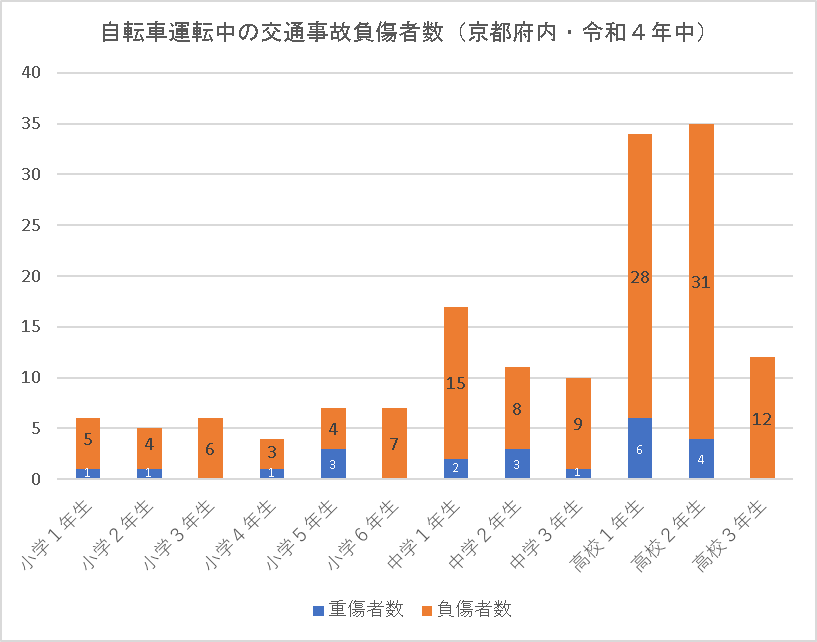 自転車運転中の交通事故負傷者数（京都府内・令和４年中）
40
35
30
25
20
15
10
5
0
5
4
6
3
4
7
15
8
9
28
31
12
1
1
1
3
2
3
1
6
4
小学１年生
小学２年生
小学３年生
小学４年生
小学５年生
小学６年生
中学１年生
中学２年生
中学３年生
高校１年生
高校２年生
高校３年生
重傷者数 負傷者数